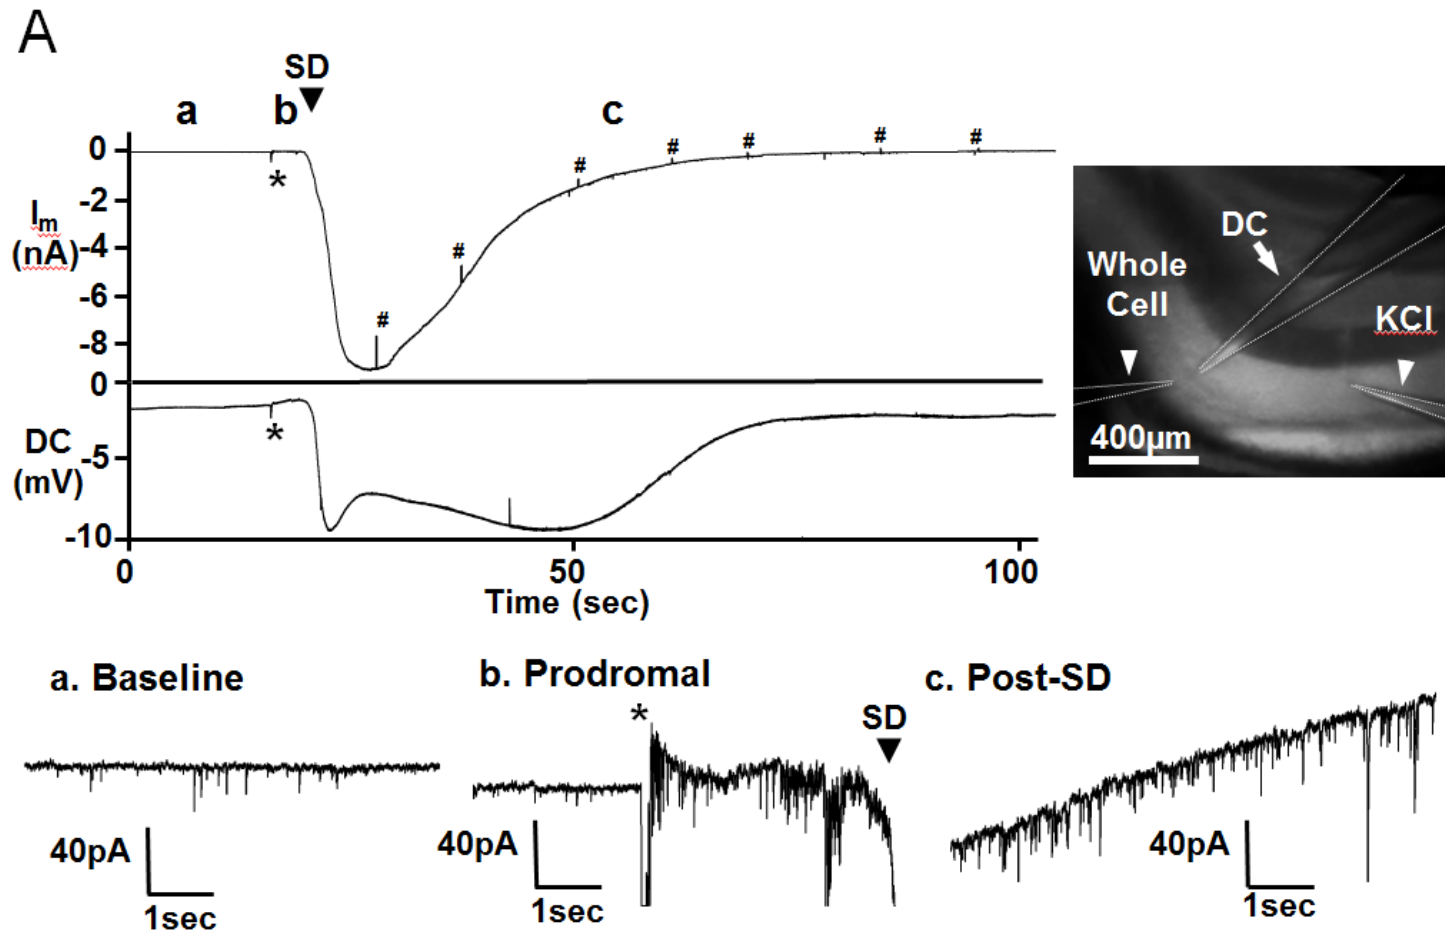 A
SD
a
b
c
0
-2
-4
-6
-8
Im
(nA)
*
#
#
#
#
#
#
#
0
-5
-10
DC
(mV)
*
0
50
100
Time (sec)
DC
Whole
Cell
KCl
400µm
a. Baseline
40pA
1sec
b. Prodromal
*
SD
40pA
1sec
c. Post-SD
40pA
1sec